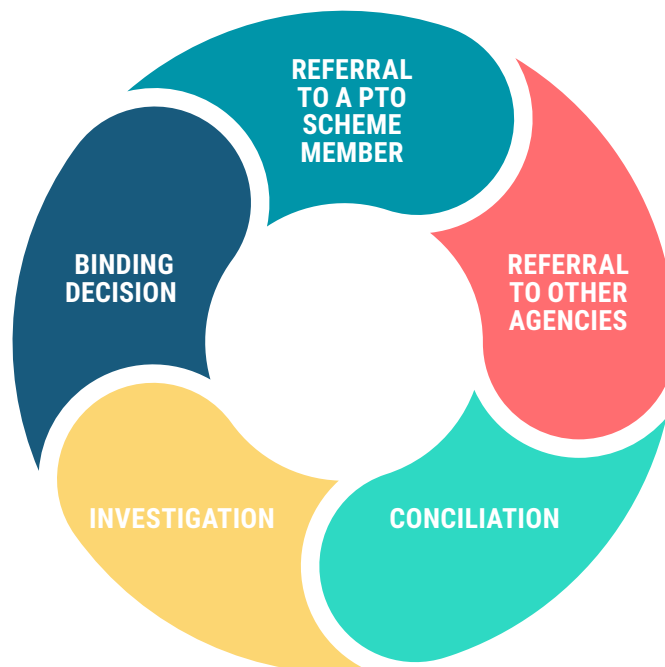 REFERRAL
TO A PTO
SCHEME
MEMBER
REFERRAL
TO OTHER
AGENCIES
CONCILIATION
INVESTIGATION
BINDING
DECISION